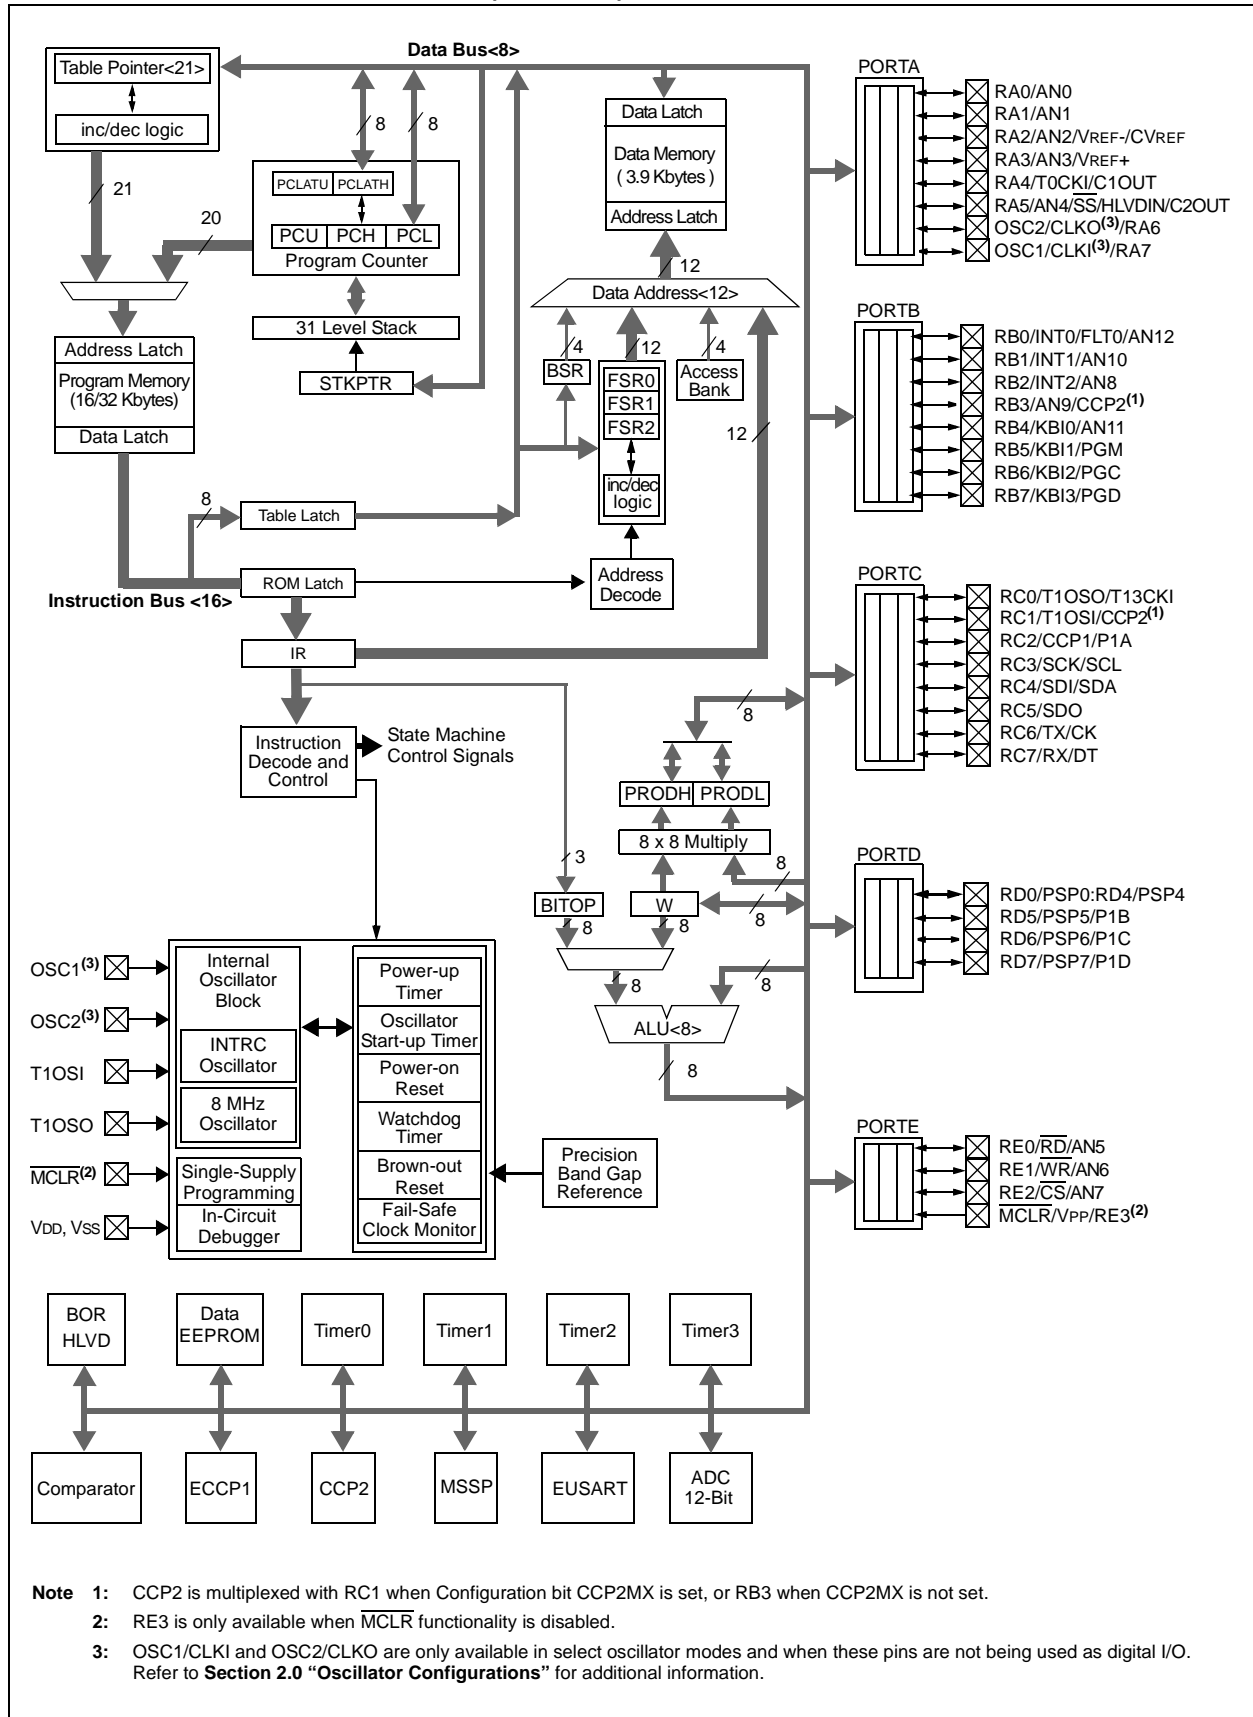 Data Bus<8>
Table Pointer<21>
inc/dec logic
21
20
8
8
PCLATU PCLATH
PCU PCH PCL
Program Counter
31 Level Stack
STKPTR
Address Latch
Program Memory
(16/32 Kbytes)
Data Latch
Data Latch
Data Memory
( 3.9 Kbytes )
Address Latch
12
Data Address<12>
4
12
4
BSR
FSR0
FSR1
FSR2
inc/dec
logic
Access
Bank
12
8
Table Latch
ROM Latch
Instruction Bus <16>
Address
Decode
IR
Instruction
Decode and
Control
State Machine
Control Signals
8
PRODH PRODL
8 x 8 Multiply
3
8
BITOP
W
8
8
8
8
8
ALU<8>
8
OSC1(3)
OSC2(3)
T1OSI
T1OSO
MCLR(2)
VDD, VSS
Internal
Oscillator
Block
INTRC
Oscillator
8 MHz
Oscillator
Single-Supply
Programming
In-Circuit
Debugger
Power-up
Timer
Oscillator
Start-up Timer
Power-on
Reset
Watchdog
Timer
Brown-out
Reset
Fail-Safe
Clock Monitor
Precision
Band Gap
Reference
PORTA
RA0/AN0
RA1/AN1
RA2/AN2/VREF-/CVREF
RA3/AN3/VREF+
RA4/T0CKI/C1OUT
RA5/AN4/SS/HLVDIN/C2OUT
OSC2/CLKO(3)/RA6
OSC1/CLKI(3)/RA7
PORTB
RB0/INT0/FLT0/AN12
RB1/INT1/AN10
RB2/INT2/AN8
RB3/AN9/CCP2(1)
RB4/KBI0/AN11
RB5/KBI1/PGM
RB6/KBI2/PGC
RB7/KBI3/PGD
PORTC
RC0/T1OSO/T13CKI
RC1/T1OSI/CCP2(1)
RC2/CCP1/P1A
RC3/SCK/SCL
RC4/SDI/SDA
RC5/SDO
RC6/TX/CK
RC7/RX/DT
PORTD
RD0/PSP0:RD4/PSP4
RD5/PSP5/P1B
RD6/PSP6/P1C
RD7/PSP7/P1D
PORTE
RE0/RD/AN5
RE1/WR/AN6
RE2/CS/AN7
MCLR/VPP/RE3(2)
BOR
HLVD
Data
EEPROM
Timer0
Timer1
Timer2
Timer3
Comparator
ECCP1
CCP2
MSSP
EUSART
ADC
12-Bit
Note 1: CCP2 is multiplexed with RC1 when Configuration bit CCP2MX is set, or RB3 when CCP2MX is not set.
2: RE3 is only available when MCLR functionality is disabled.
3: OSC1/CLKI and OSC2/CLKO are only available in select oscillator modes and when these pins are not being used as digital I/O.
Refer to Section 2.0 “Oscillator Configurations” for additional information.